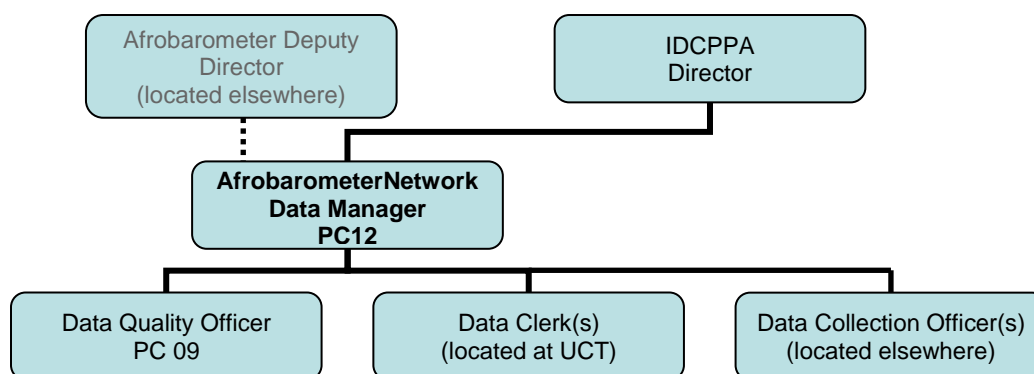 Afrobarometer Deputy
Director
(located elsewhere)
IDCPPA
Director
AfrobarometerNetwork
Data Manager
PC12
Data Quality Officer
PC 09
Data Clerk(s)
(located at UCT)
Data Collection Officer(s)
(located elsewhere)